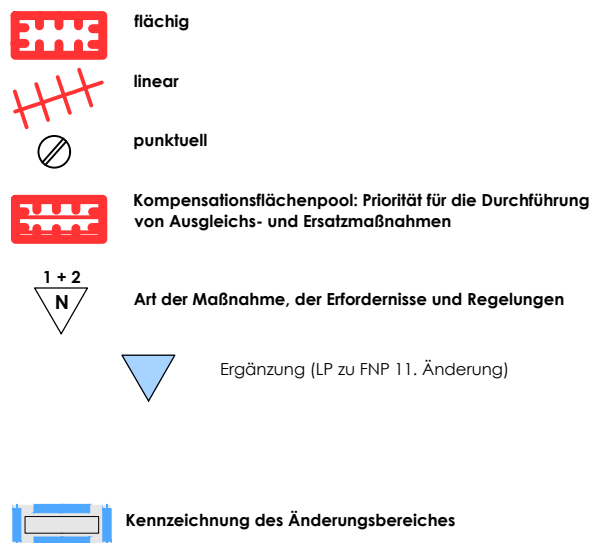 flächig
linear
punktuell
Kompensationsflächenpool: Priorität für die Durchführung
von Ausgleichs- und Ersatzmaßnahmen
1 + 2
N
Art der Maßnahme, der Erfordernisse und Regelungen
Ergänzung (LP zu FNP 11. Änderung)
Kennzeichnung des Änderungsbereiches